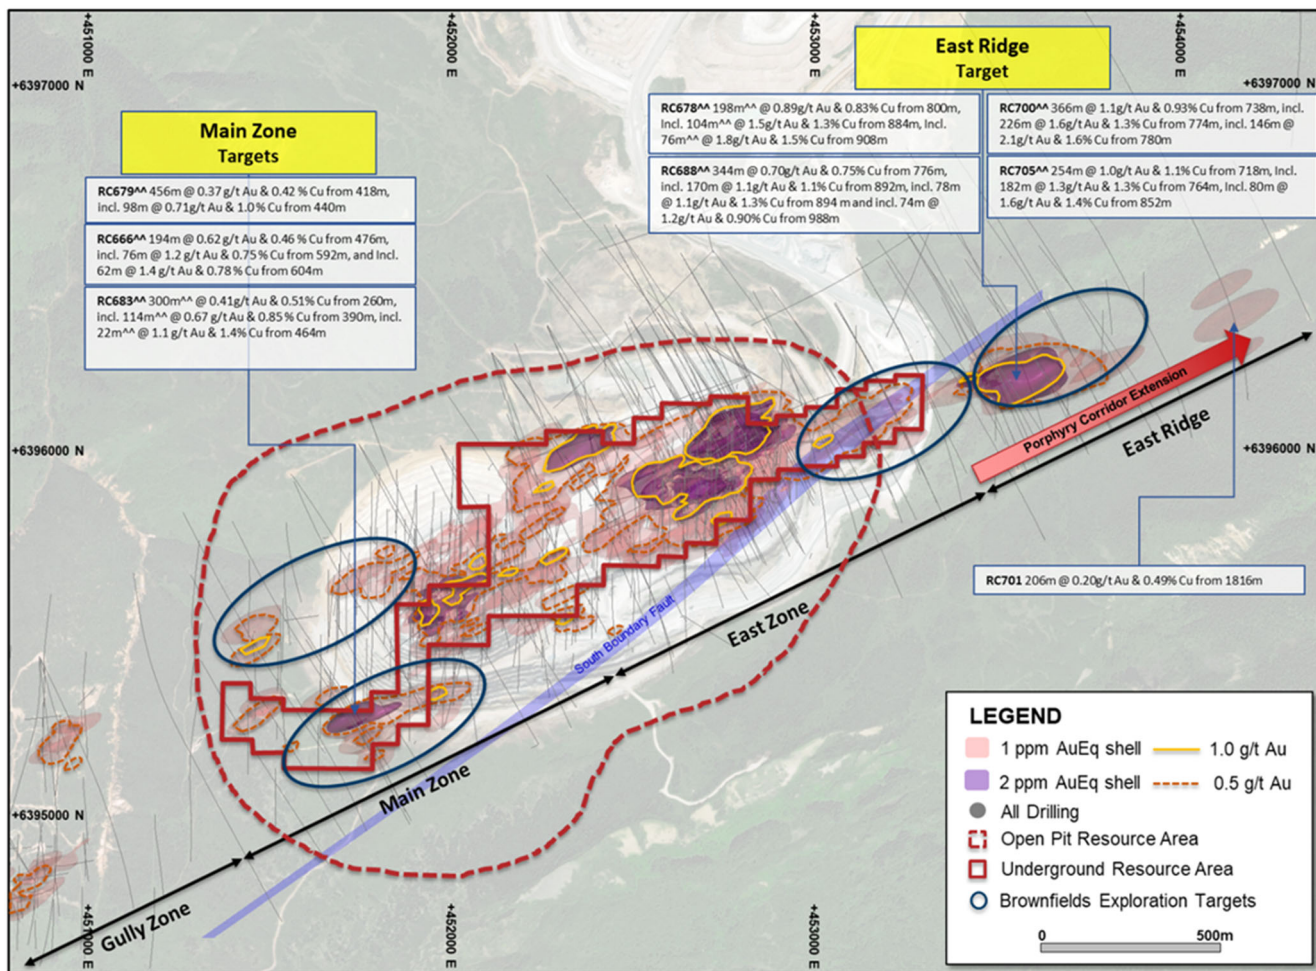 +451000 E
+452000 E
+453000 E
+454000 E
+6397000 N
+6397000 N
East Ridge
Target
Main Zone
Targets
RC678^^ 198m^^ @ 0.89g/t Au & 0.83% Cu from 800m,
Incl. 104m^^ @ 1.5g/t Au & 1.3% Cu from 884m, Incl.
76m^^ @ 1.8g/t Au & 1.5% Cu from 908m
RC700^^ 366m @ 1.1g/t Au & 0.93% Cu from 738m, incl.
226m @ 1.6g/t Au & 1.3% Cu from 774m, incl. 146m @
2.1g/t Au & 1.6% Cu from 780m
RC688^^ 344m @ 0.70g/t Au & 0.75% Cu from 776m,
incl. 170m @ 1.1g/t Au & 1.1% Cu from 892m, incl. 78m
@ 1.1g/t Au & 1.3% Cu from 894 m and incl. 74m @
1.2g/t Au & 0.90% Cu from 988m
RC705^^ 254m @ 1.0g/t Au & 1.1% Cu from 718m, Incl.
182m @ 1.3g/t Au & 1.3% Cu from 764m, Incl. 80m @
1.6g/t Au & 1.4% Cu from 852m
RC679^^ 456m @ 0.37 g/t Au & 0.42 % Cu from 418m,
incl. 98m @ 0.71g/t Au & 1.0 % Cu from 440m
RC666^^ 194m @ 0.62 g/t Au & 0.46 % Cu from 476m,
incl. 76m @ 1.2 g/t Au & 0.75 % Cu from 592m, and Incl.
62m @ 1.4 g/t Au & 0.78 % Cu from 604m
RC683^^ 300m^^ @ 0.41g/t Au & 0.51% Cu from 260m,
incl. 114m^^ @ 0.67 g/t Au & 0.85 % Cu from 390m, incl.
22m^^ @ 1.1 g/t Au & 1.4% Cu from 464m
Porphyry Corridor Extension
East Ridge
+6396000 N
+6396000 N
RC701 206m @ 0.20g/t Au & 0.49% Cu from 1816m
South Boundary Fault
East Zone
Main Zone
Gully Zone
+6395000 N
LEGEND
1 ppm AuEq shell
1.0 g/t Au
2 ppm AuEq shell
0.5 g/t Au
All Drilling
Open Pit Resource Area
Underground Resource Area
Brownfields Exploration Targets
0
500m
+451000 E
+452000 E
+453000 E